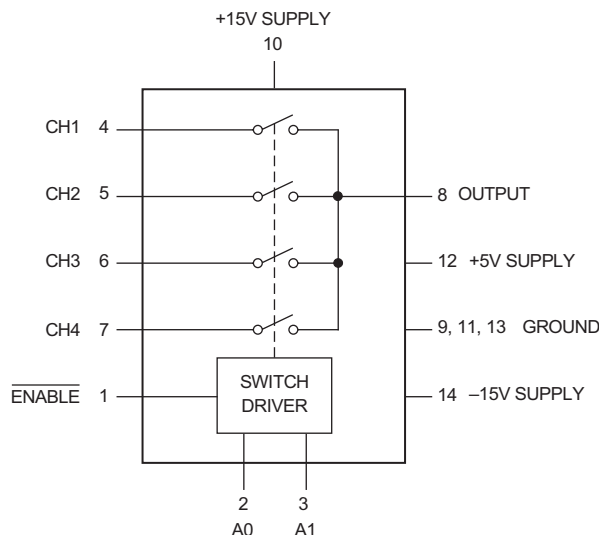 +15V SUPPLY
10
CH1 4
CH2 5
8 OUTPUT
CH3 6
12 +5V SUPPLY
CH4 7
9, 11, 13 GROUND
ENABLE 1
SWITCH
DRIVER
14 –15V SUPPLY
2 3
A0 A1